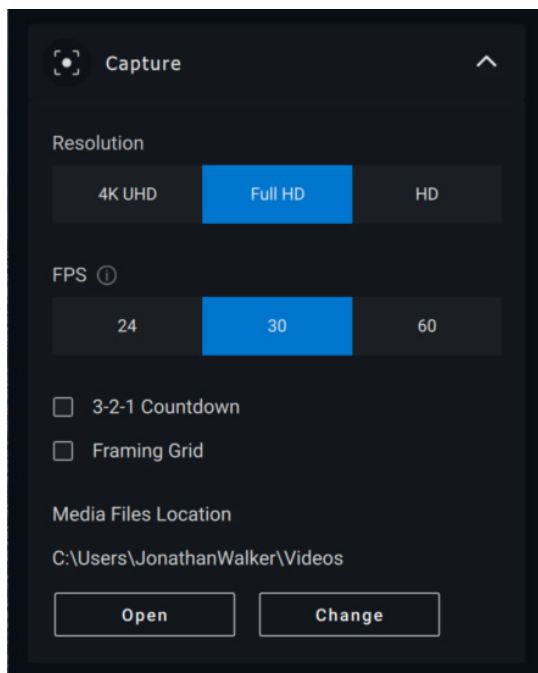 Capture
Resolution
4K UHD Full HD HD
FPS
24 30 60
3-2-1 Countdown
Framing Grid
Media Files Location
C:\Users\JonathanWalker\Videos
Open Change